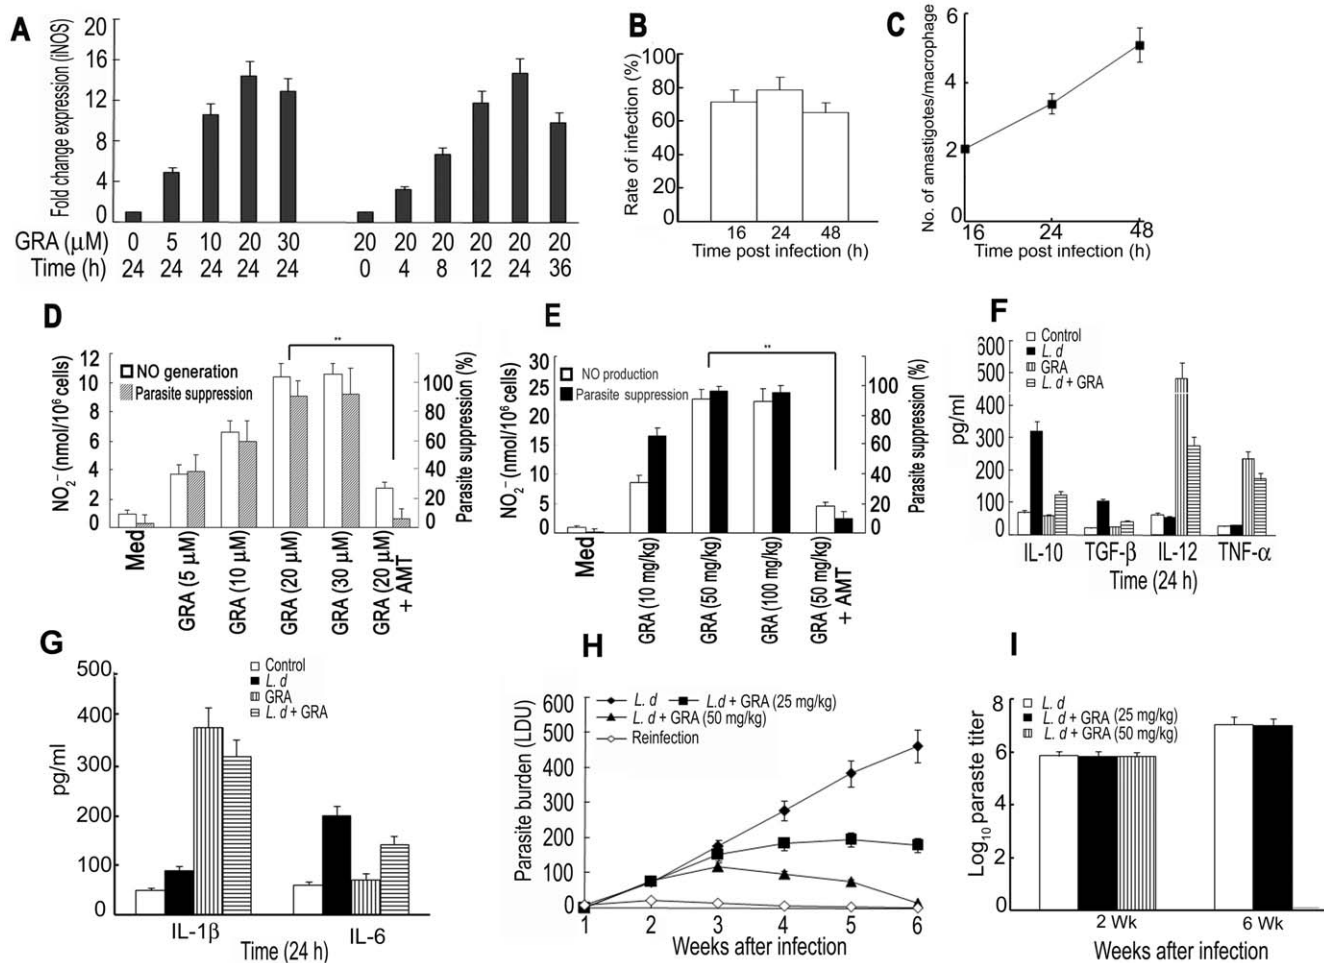 A
Fold change expression (iNOS)
20
16
12
8
4
0
GRA (µM) 0 5 10 20 30 20 20 20 20 20 20
Time (h) 24 24 24 24 24 0 4 8 12 24 36
B
Rate of infection (%)
100
80
60
40
20
0
16 24 48
Time post infection (h)
C
No. of amastigotes/macrophage
6
4
2
0
16 24 48
Time post infection (h)
D
NO₂⁻ (nmol/10⁶ cells)
12
10
8
6
4
2
0
NO generation
Parasite suppression
**
Parasite suppression (%)
100
80
60
40
20
0
Med
GRA (5 µM)
GRA (10 µM)
GRA (20 µM)
GRA (30 µM)
GRA (20 µM)
+ AMT
E
NO₂⁻ (nmol/10⁶ cells)
30
25
20
15
10
5
0
NO production
Parasite suppression
**
Parasite suppression (%)
100
80
60
40
20
0
Med
GRA (10 mg/kg)
GRA (50 mg/kg)
GRA (100 mg/kg)
GRA (50 mg/kg)
+ AMT
F
Control
L. d
GRA
L. d + GRA
pg/ml
600
500
400
300
200
100
0
IL-10 TGF-β IL-12 TNF-α
Time (24 h)
G
Control
L. d
GRA
L. d + GRA
pg/ml
500
400
300
200
100
0
IL-1β IL-6
Time (24 h)
H
L. d L.d + GRA (25 mg/kg)
L. d + GRA (50 mg/kg)
Reinfection
Parasite burden (LDU)
600
500
400
300
200
100
0
1 2 3 4 5 6
Weeks after infection
I
L. d
L. d + GRA (25 mg/kg)
L. d + GRA (50 mg/kg)
Log₁₀ paraste titer
8
6
4
2
0
2 Wk 6 Wk
Weeks after infection